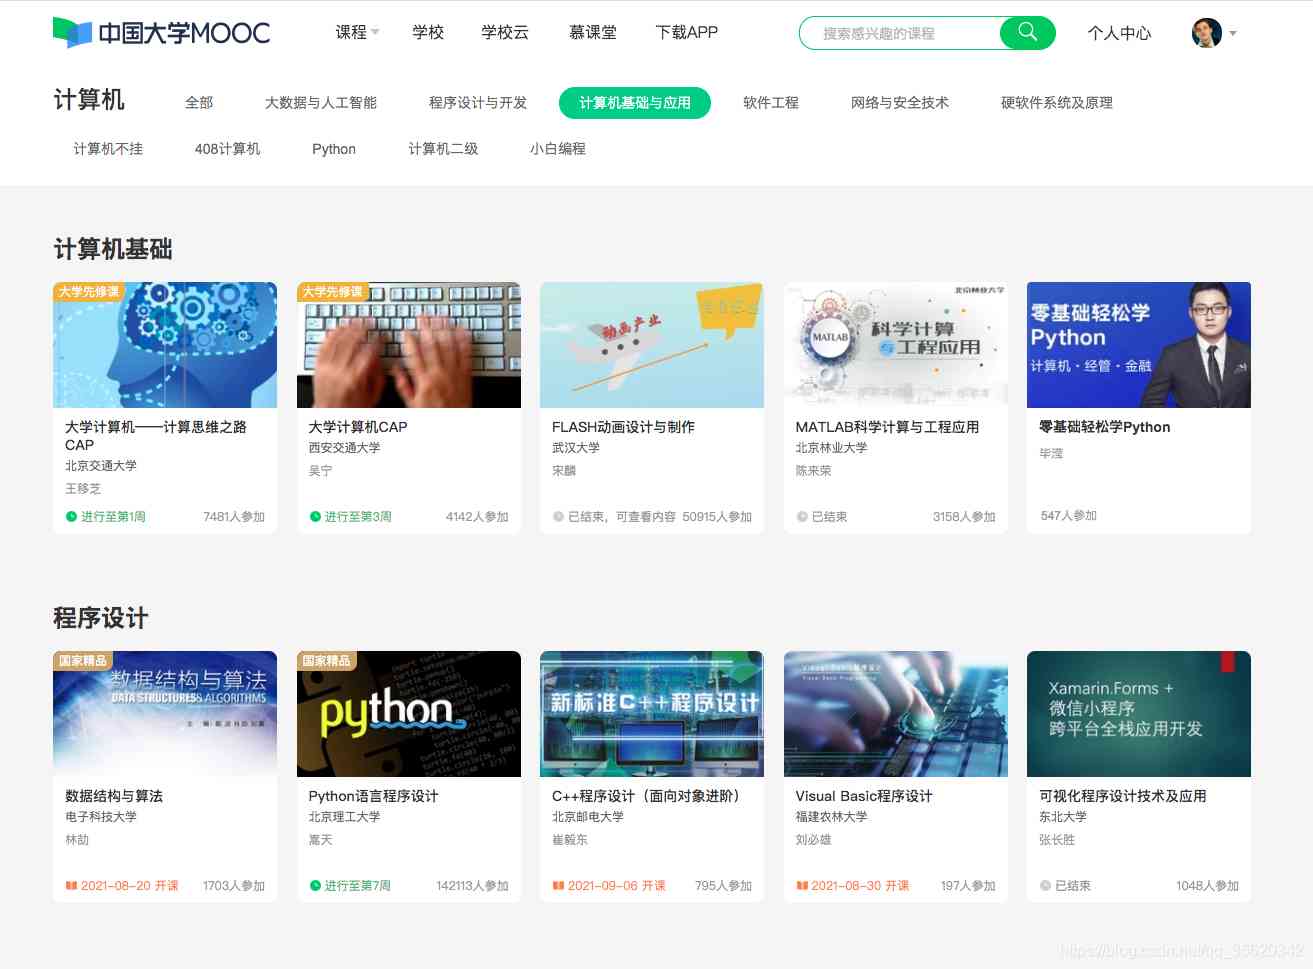 中国大学MOOC
课程
学校
学校云
慕课堂
下载APP
搜索感兴趣的课程
个人中心
计算机
全部
大数据与人工智能
程序设计与开发
计算机基础与应用
软件工程
网络与安全技术
硬软件系统及原理
计算机不挂
408计算机
Python
计算机二级
小白编程
计算机基础
大学先修课
大学计算机——计算思维之路
CAP
北京交通大学
王移芝
进行至第1周
7481人参加
大学先修课
大学计算机CAP
西安交通大学
吴宁
进行至第3周
4142人参加
动画产业
FLASH动画设计与制作
武汉大学
宋麟
已结束，可查看内容
50915人参加
北京林业大学
MATLAB
科学计算
与工程应用
MATLAB科学计算与工程应用
北京林业大学
陈来荣
已结束
3158人参加
零基础轻松学
Python
计算机·经管·金融
零基础轻松学Python
毕滢
547人参加
程序设计
国家精品
数据结构与算法
DATA STRUCTURES& ALGORITHMS
数据结构与算法
电子科技大学
林劼
2021-08-20 开课
1703人参加
国家精品
python
Python语言程序设计
北京理工大学
嵩天
进行至第7周
142113人参加
新标准C++程序设计
C++程序设计（面向对象进阶）
北京邮电大学
崔毅东
2021-09-06 开课
795人参加
Visual Basic程序设计
Visual Basic Programming
Visual Basic程序设计
福建农林大学
刘必雄
2021-08-30 开课
197人参加
Xamarin.Forms +
微信小程序
跨平台全栈应用开发
可视化程序设计技术及应用
东北大学
张长胜
已结束
1048人参加
https://blog.csdn.net/qq_35620342